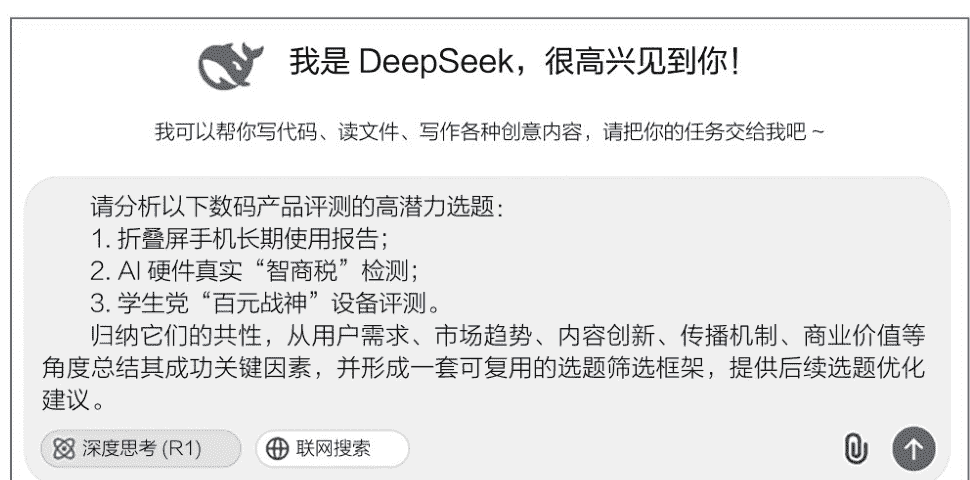 我是 DeepSeek，很高兴见到你！
我可以帮你写代码、读文件、写作各种创意内容，请把你的任务交给我吧 ~
请分析以下数码产品评测的高潜力选题：
1. 折叠屏手机长期使用报告；
2. AI 硬件真实“智商税”检测；
3. 学生党“百元战神”设备评测。
归纳它们的共性，从用户需求、市场趋势、内容创新、传播机制、商业价值等
角度总结其成功关键因素，并形成一套可复用的选题筛选框架，提供后续选题优化
建议。
深度思考 (R1) 联网搜索